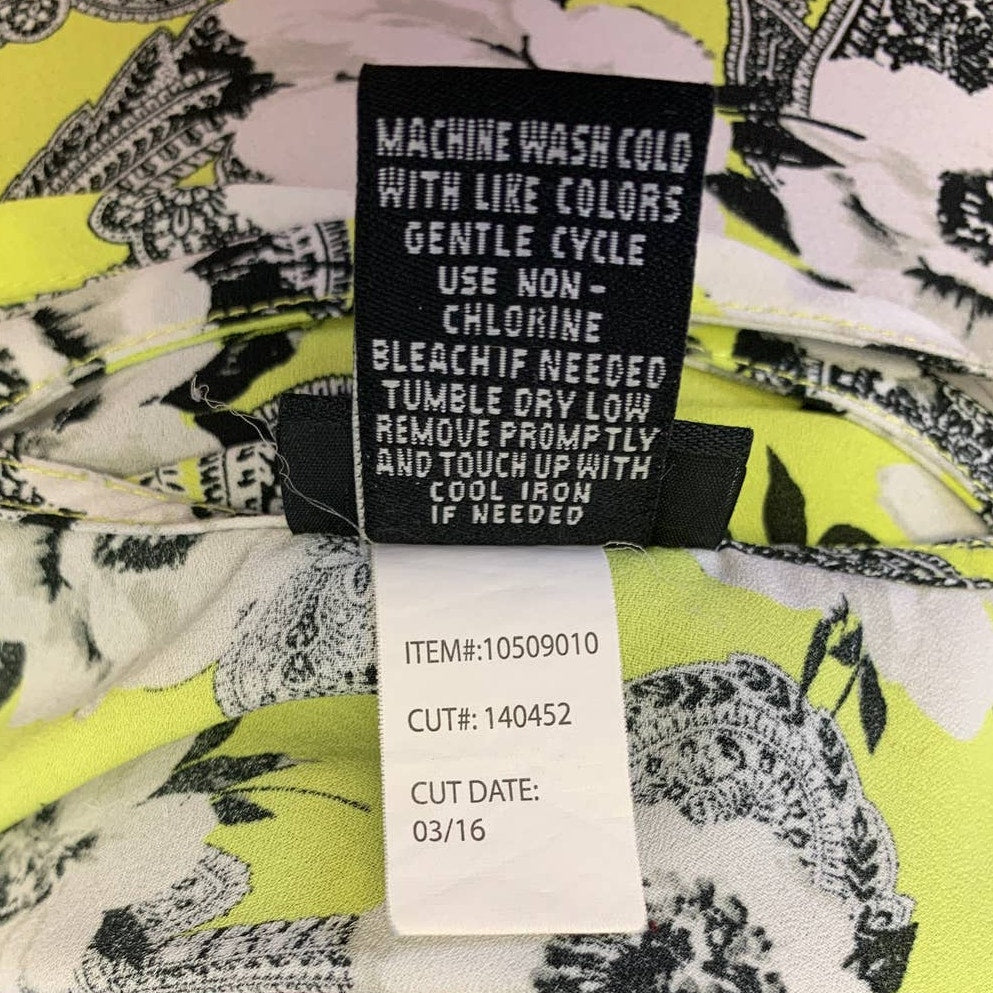 MACHINE WASH COLD
WITH LIKE COLORS
GENTLE CYCLE
USE NON-
CHLORINE
BLEACH IF NEEDED
TUMBLE DRY LOW
REMOVE PROMPTLY
AND TOUCH UP WITH
COOL IRON
IF NEEDED
ITEM#:10509010
CUT#: 140452
CUT DATE:
03/16